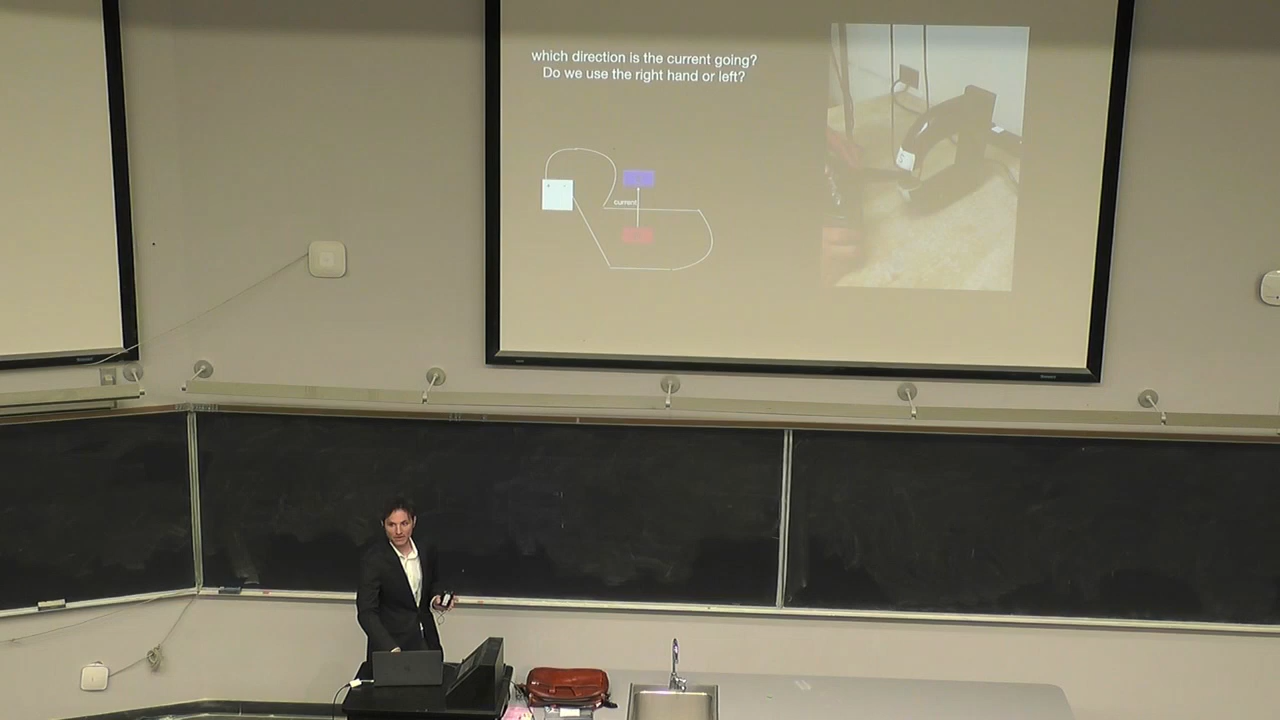 which direction is the current going?
Do we use the right hand or left?
current